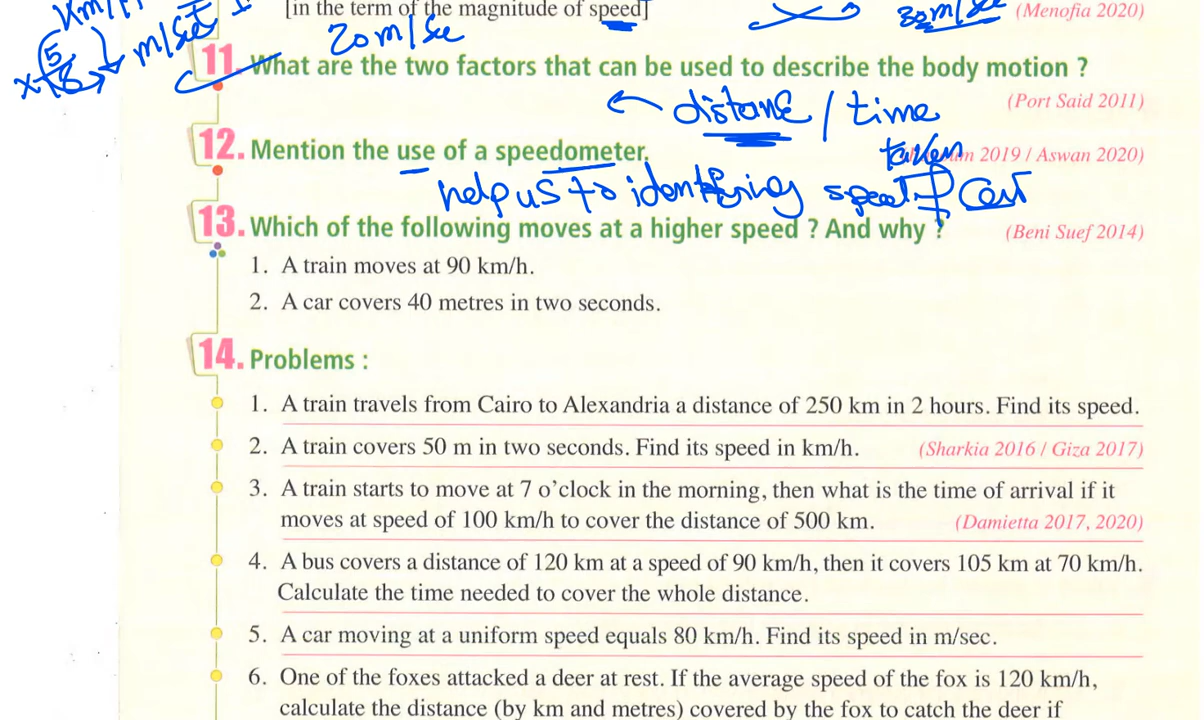 Km/h
[in the term of the magnitude of speed]
30 m/sec (Menofia 2020)
5
x
m/sec
20 m/sec
11. What are the two factors that can be used to describe the body motion ?
(Port Said 2011)
distance / time
taken
12. Mention the use of a speedometer.
2019 / Aswan 2020)
help us to identifying speed of car
13. Which of the following moves at a higher speed ? And why ? (Beni Suef 2014)
1. A train moves at 90 km/h.
2. A car covers 40 metres in two seconds.
14. Problems :
1. A train travels from Cairo to Alexandria a distance of 250 km in 2 hours. Find its speed.
2. A train covers 50 m in two seconds. Find its speed in km/h. (Sharkia 2016 / Giza 2017)
3. A train starts to move at 7 o’clock in the morning, then what is the time of arrival if it
moves at speed of 100 km/h to cover the distance of 500 km. (Damietta 2017, 2020)
4. A bus covers a distance of 120 km at a speed of 90 km/h, then it covers 105 km at 70 km/h.
Calculate the time needed to cover the whole distance.
5. A car moving at a uniform speed equals 80 km/h. Find its speed in m/sec.
6. One of the foxes attacked a deer at rest. If the average speed of the fox is 120 km/h,
calculate the distance (by km and metres) covered by the fox to catch the deer if